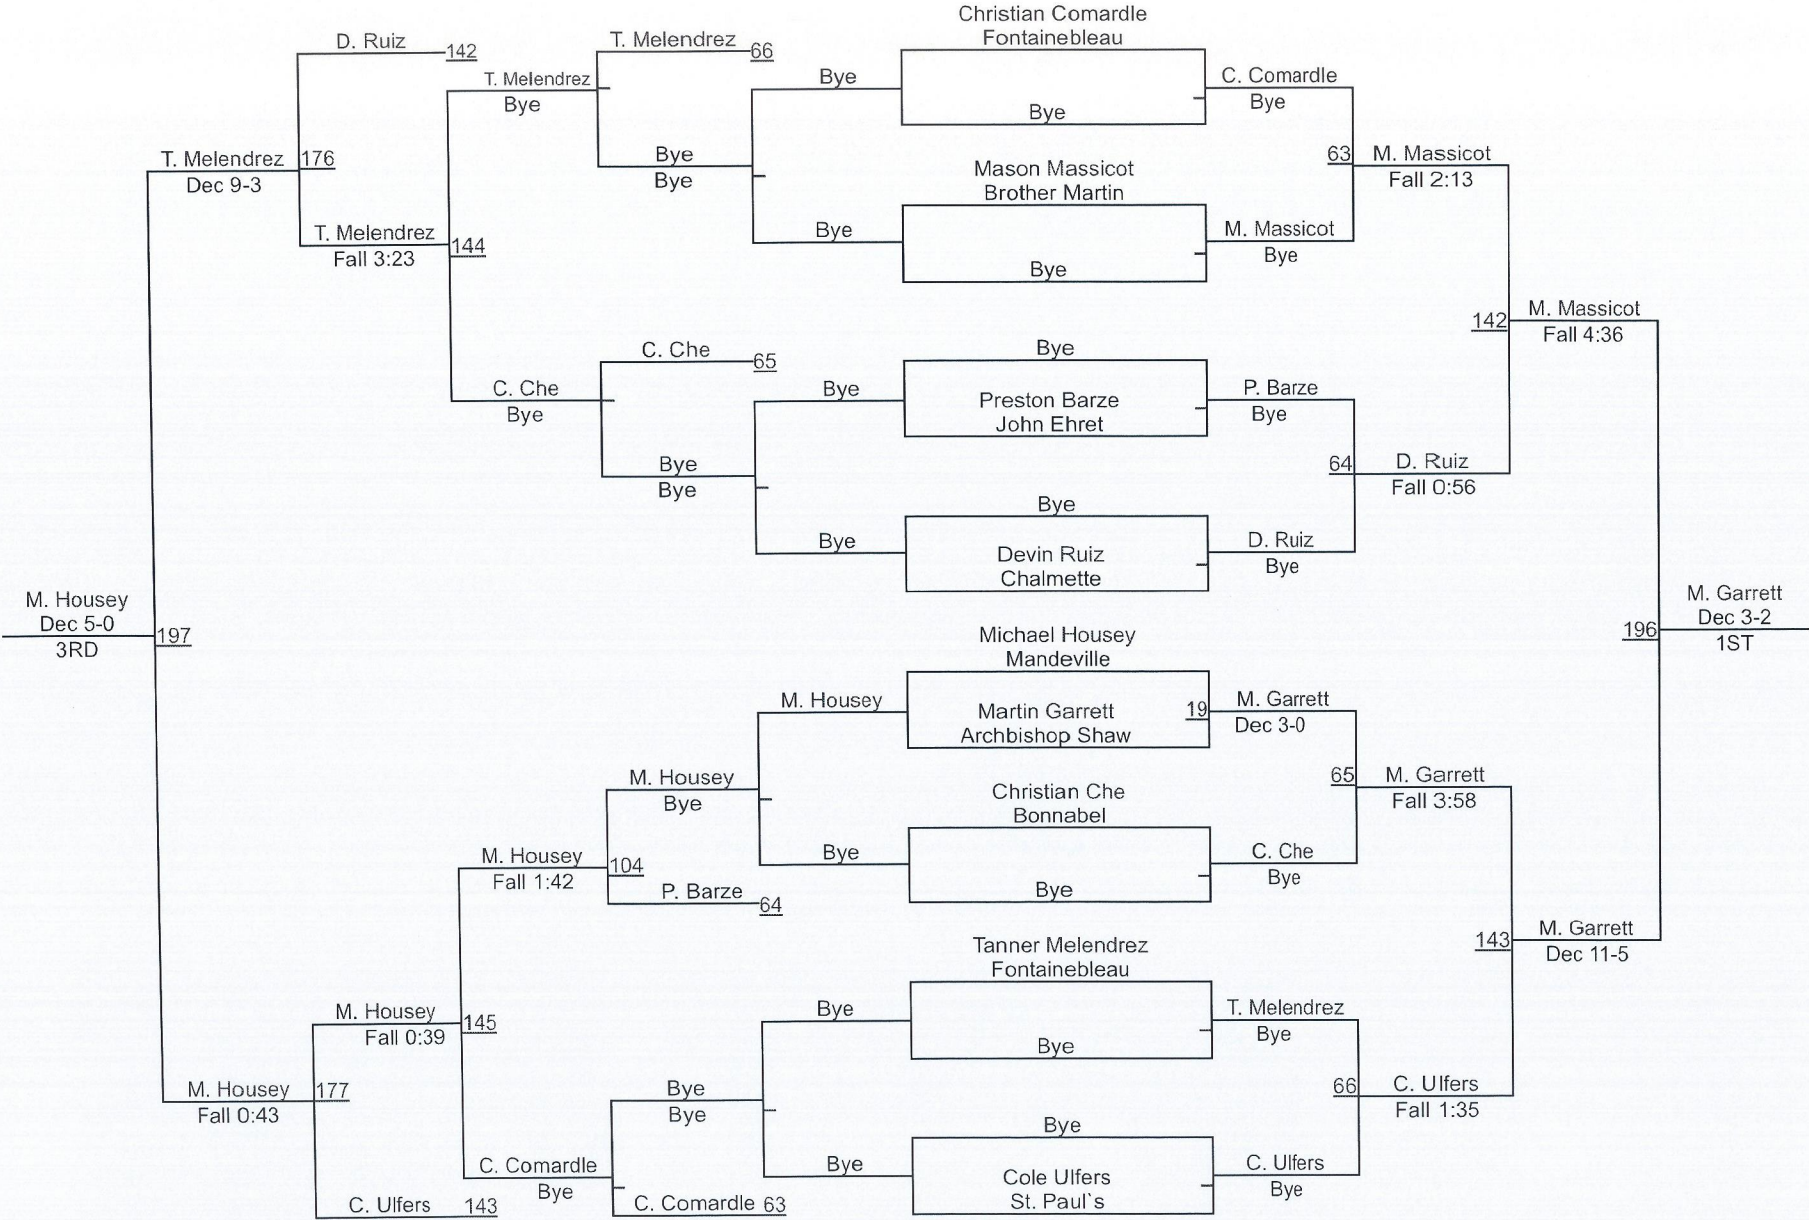 Christian Comardle
Fontainebleau
D. Ruiz 142
T. Melendrez 66
T. Melendrez
Bye
Bye
Bye
C. Comardle
Bye
T. Melendrez 176
Dec 9-3
Bye
Bye
Mason Massicot
Brother Martin
63 M. Massicot
Fall 2:13
T. Melendrez 144
Fall 3:23
Bye
Bye
M. Massicot
Bye
142 M. Massicot
Fall 4:36
C. Che 65
Bye
C. Che
Bye
Bye
Preston Barze
John Ehret
P. Barze
Bye
Bye
Bye
64 D. Ruiz
Fall 0:56
Bye
Bye
Devin Ruiz
Chalmette
D. Ruiz
Bye
M. Housey
Dec 5-0
3RD
197
196
M. Garrett
Dec 3-2
1ST
Michael Housey
Mandeville
M. Housey
Martin Garrett
Archbishop Shaw
19
M. Garrett
Dec 3-0
M. Housey
Bye
Christian Che
Bonnabel
65 M. Garrett
Fall 3:58
M. Housey 104
Fall 1:42
Bye
Bye
C. Che
Bye
P. Barze 64
143 M. Garrett
Dec 11-5
Tanner Melendrez
Fontainebleau
M. Housey 145
Fall 0:39
Bye
Bye
T. Melendrez
Bye
M. Housey 177
Fall 0:43
Bye
Bye
66 C. Ulfers
Fall 1:35
Bye
C. Comardle
Bye
Bye
Cole Ulfers
St. Paul`s
C. Ulfers
Bye
C. Ulfers 143
C. Comardle 63